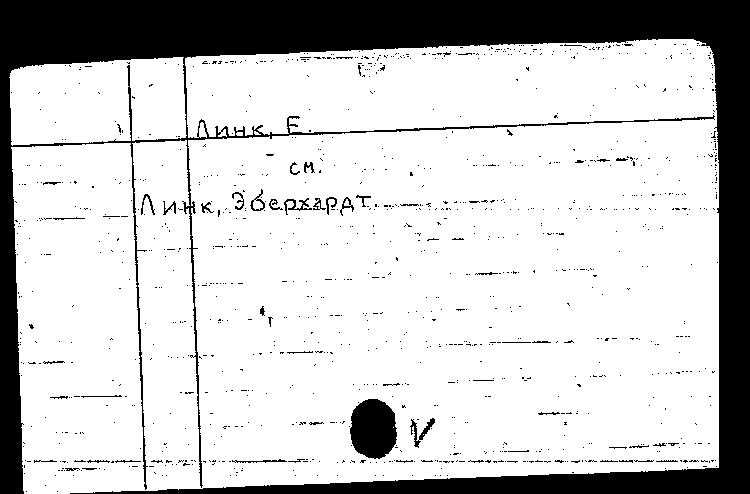 Линк, Е.
см.
Линк, Эберхардт.
V